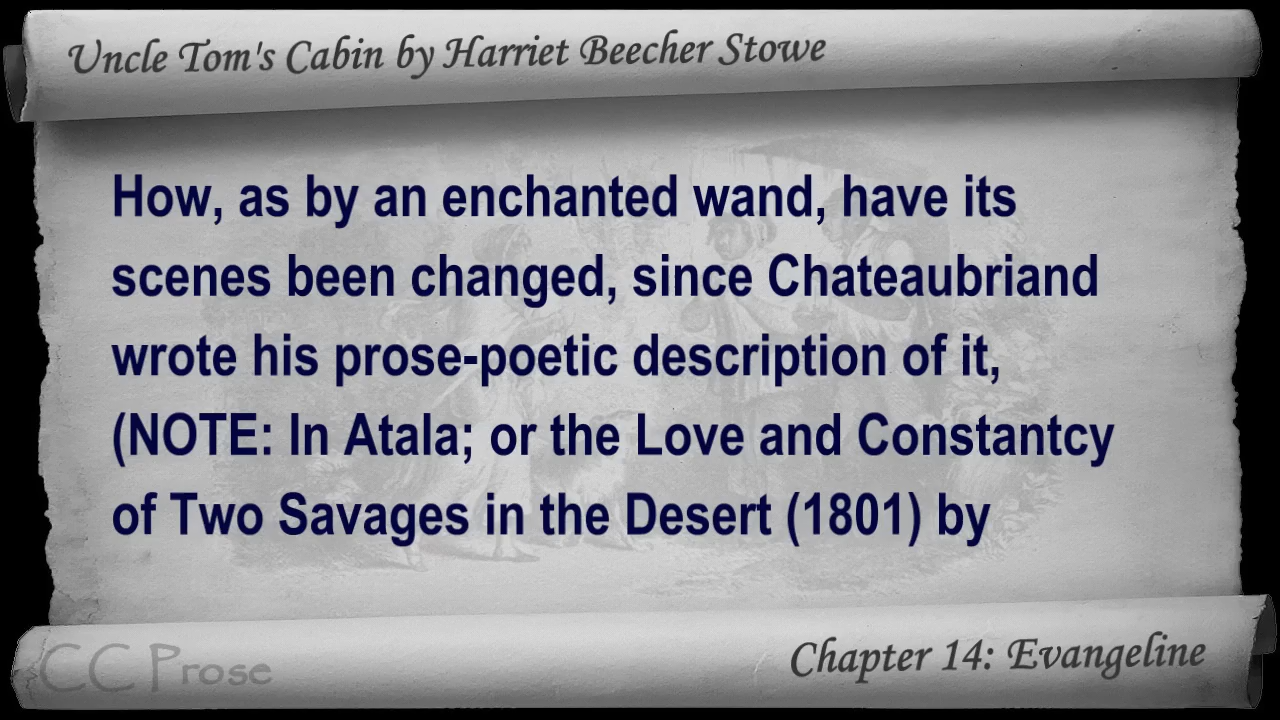 Uncle Tom's Cabin by Harriet Beecher Stowe
How, as by an enchanted wand, have its
scenes been changed, since Chateaubriand
wrote his prose-poetic description of it,
(NOTE: In Atala; or the Love and Constantcy
of Two Savages in the Desert (1801) by
CC Prose
Chapter 14: Evangeline